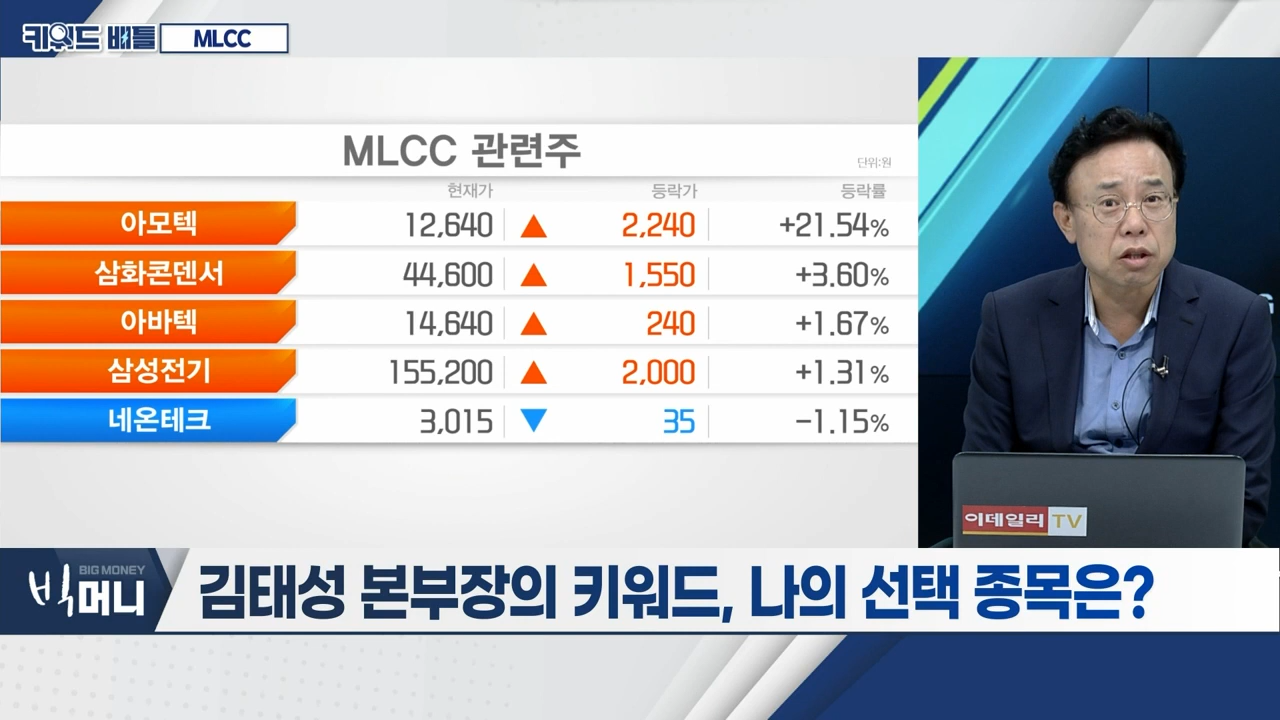 키워드 배틀 MLCC
MLCC 관련주
단위:원
현재가 등락가 등락률
아모텍 12,640 ▲ 2,240 +21.54%
삼화콘덴서 44,600 ▲ 1,550 +3.60%
아바텍 14,640 ▲ 240 +1.67%
삼성전기 155,200 ▲ 2,000 +1.31%
네온테크 3,015 ▼ 35 -1.15%
이데일리TV
BIG MONEY
빅머니
김태성 본부장의 키워드, 나의 선택 종목은?